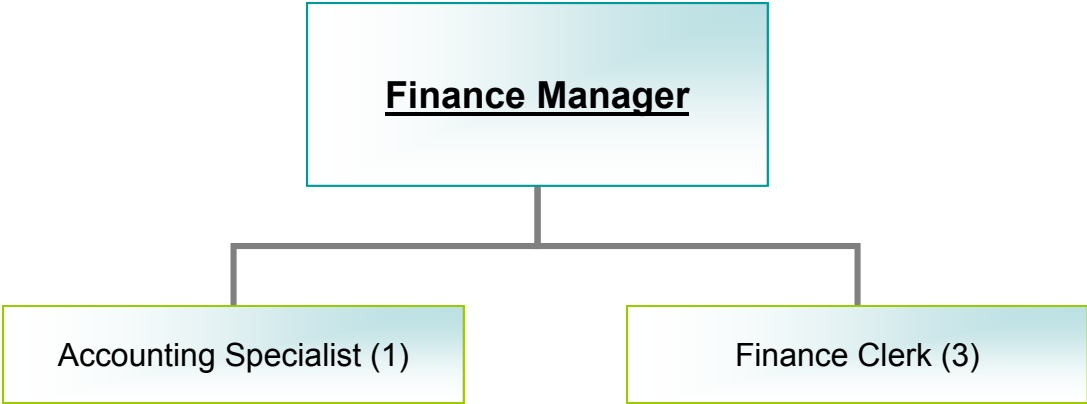 Finance Manager
Accounting Specialist (1)
Finance Clerk (3)